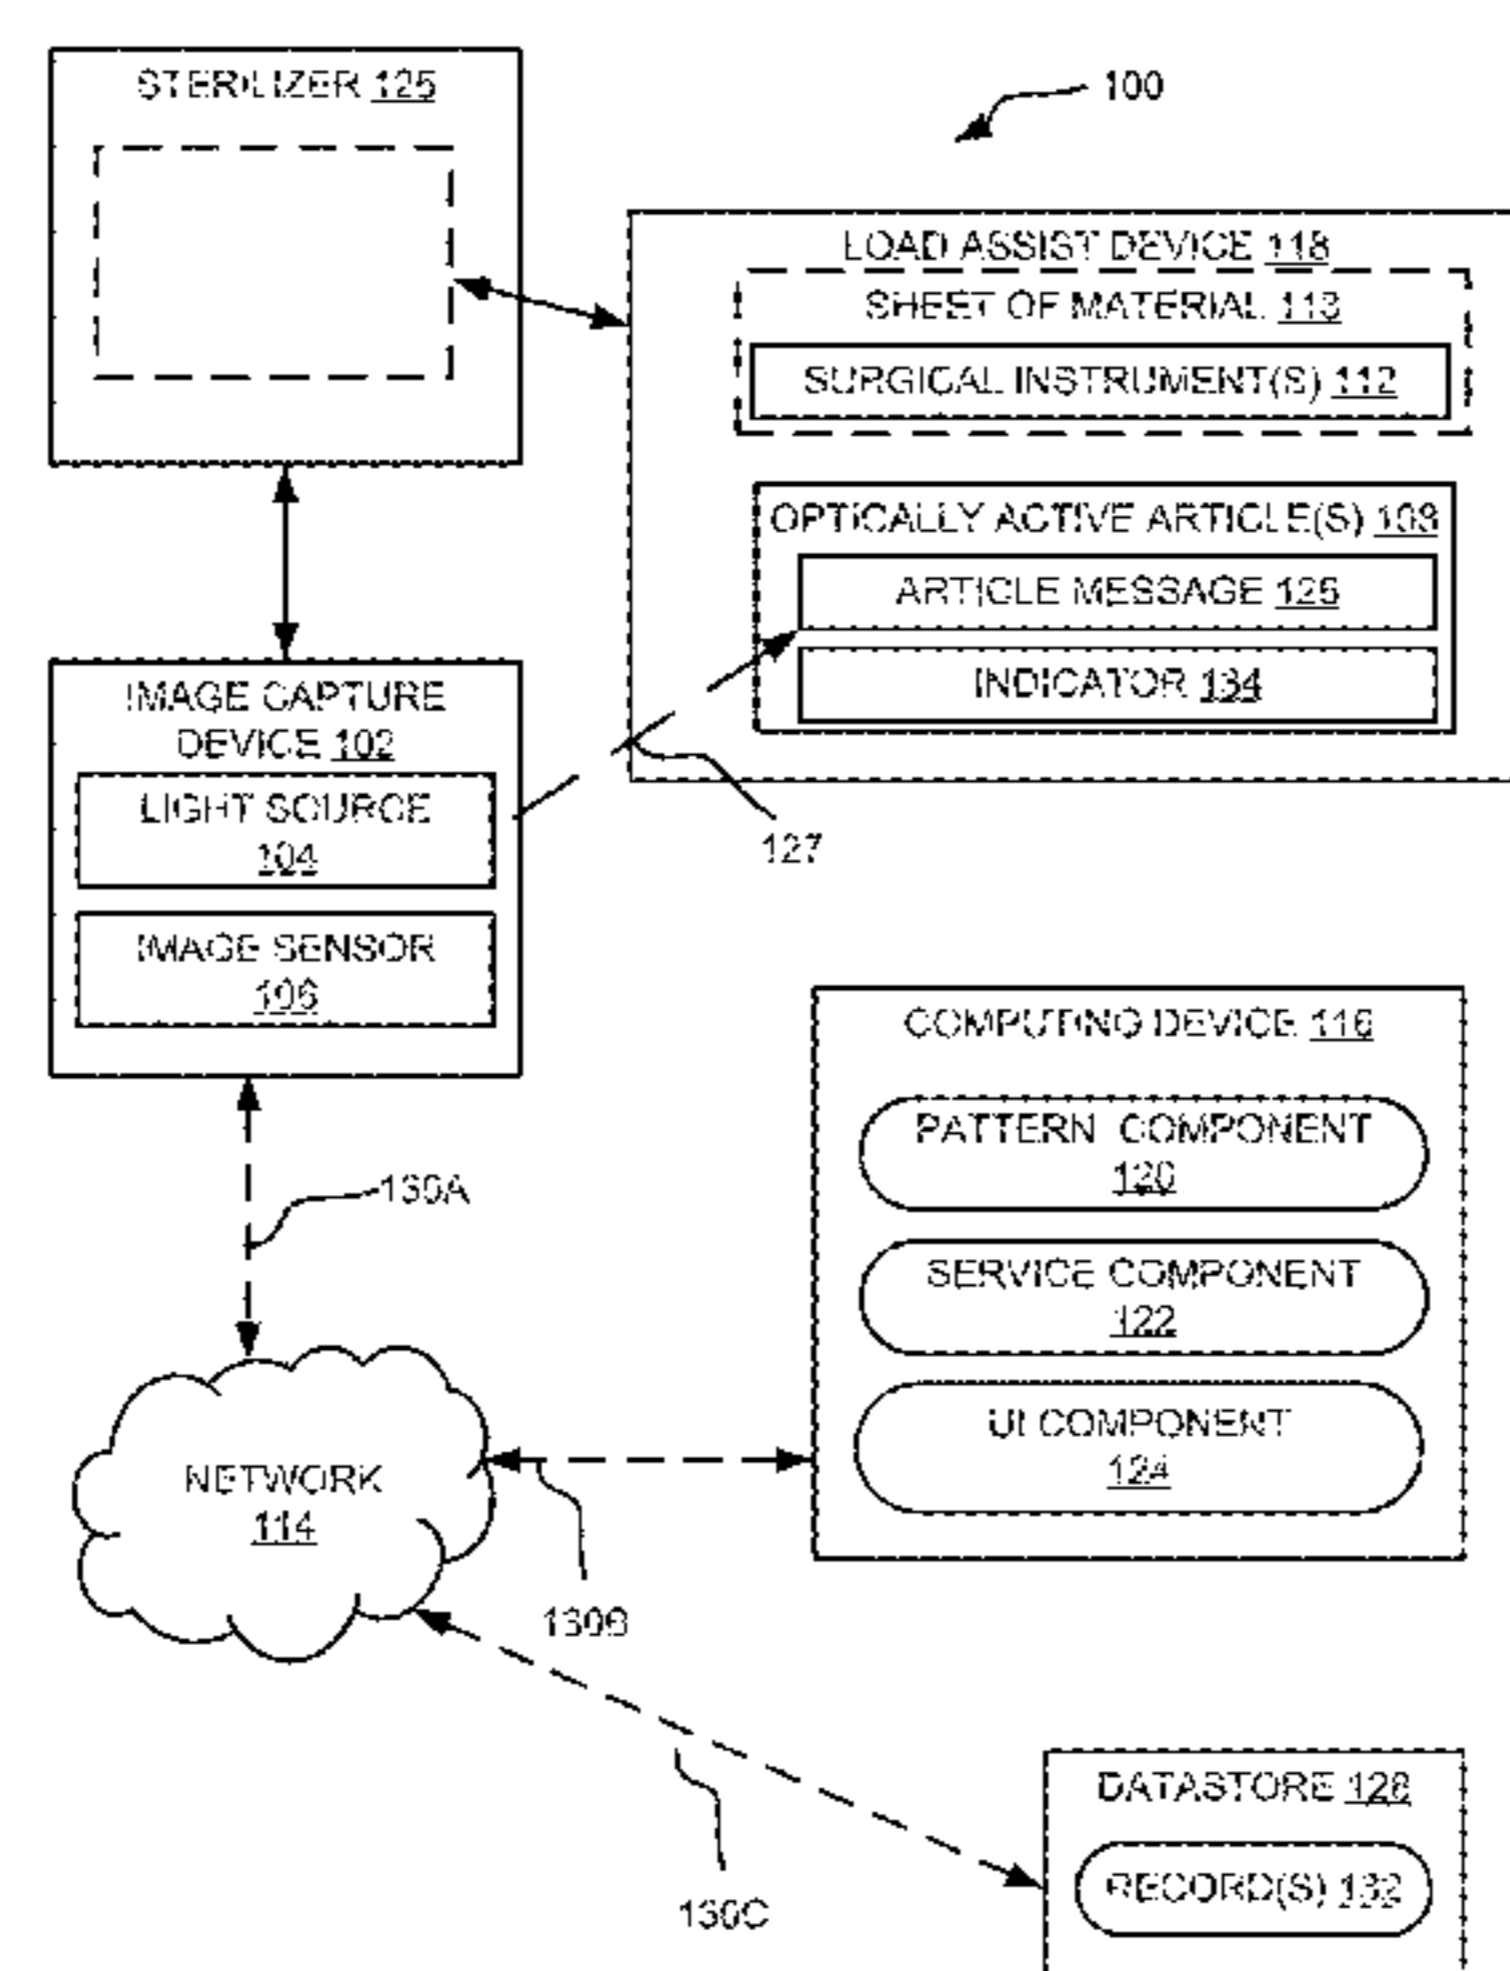 STERILIZER 125
100
LOAD ASSIST DEVICE 118
SHEET OF MATERIAL 113
SURGICAL INSTRUMENT(S) 112
OPTICALLY ACTIVE ARTICLE(S) 108
ARTICLE MESSAGE 126
INDICATOR 134
IMAGE CAPTURE
DEVICE 102
LIGHT SOURCE
104
127
IMAGE SENSOR
106
COMPUTING DEVICE 116
PATTERN COMPONENT
120
130A
SERVICE COMPONENT
122
UI COMPONENT
124
NETWORK
114
130B
DATASTORE 128
RECORD(S) 132
130C